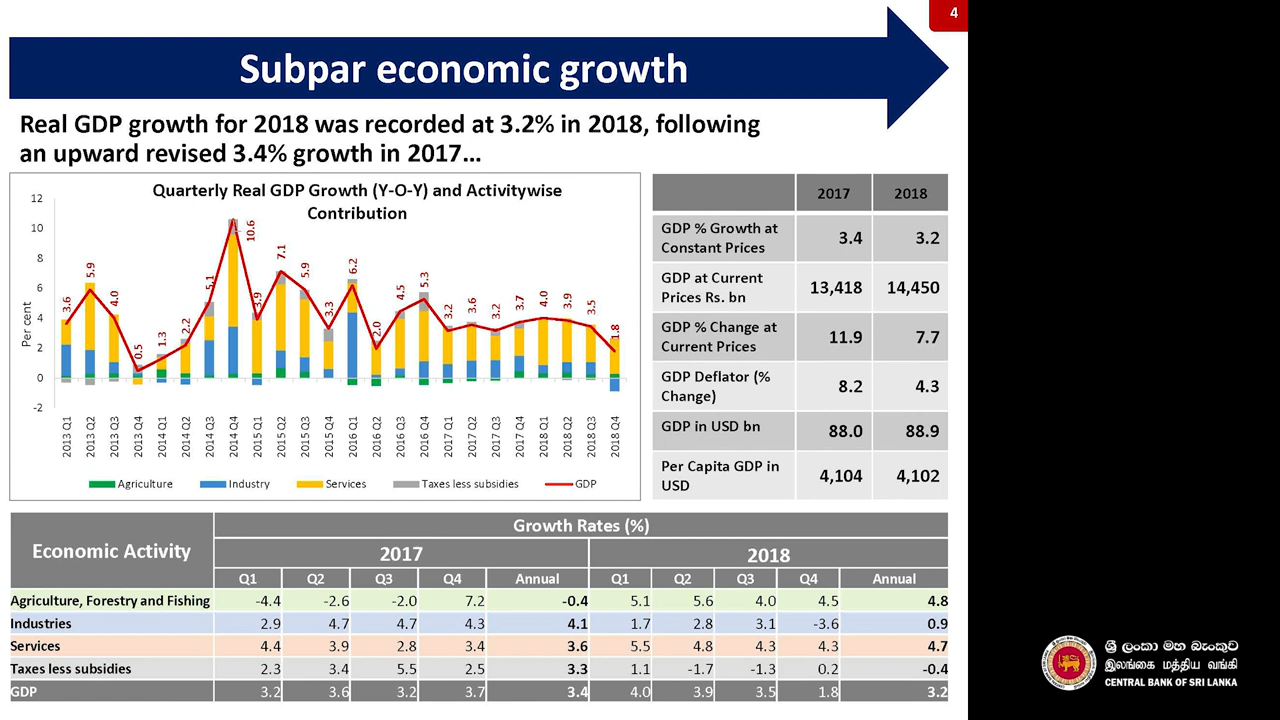 4
Subpar economic growth
Real GDP growth for 2018 was recorded at 3.2% in 2018, following
an upward revised 3.4% growth in 2017...
Quarterly Real GDP Growth (Y-O-Y) and Activitywise
Contribution
Per cent
12
10
8
6
4
2
0
-2
3.6
5.9
4.0
0.5
1.3
2.2
5.1
10.6
3.9
7.1
5.9
3.3
6.2
2.0
4.5
5.3
3.2
3.6
3.2
3.7
4.0
3.9
3.5
1.8
2013 Q1
2013 Q2
2013 Q3
2013 Q4
2014 Q1
2014 Q2
2014 Q3
2014 Q4
2015 Q1
2015 Q2
2015 Q3
2015 Q4
2016 Q1
2016 Q2
2016 Q3
2016 Q4
2017 Q1
2017 Q2
2017 Q3
2017 Q4
2018 Q1
2018 Q2
2018 Q3
2018 Q4
Agriculture Industry Services Taxes less subsidies GDP
2017 2018
GDP % Growth at
Constant Prices 3.4 3.2
GDP at Current
Prices Rs. bn 13,418 14,450
GDP % Change at
Current Prices 11.9 7.7
GDP Deflator (%
Change) 8.2 4.3
GDP in USD bn 88.0 88.9
Per Capita GDP in
USD 4,104 4,102
Economic Activity
Growth Rates (%)
2017 2018
Q1 Q2 Q3 Q4 Annual Q1 Q2 Q3 Q4 Annual
Agriculture, Forestry and Fishing -4.4 -2.6 -2.0 7.2 -0.4 5.1 5.6 4.0 4.5 4.8
Industries 2.9 4.7 4.7 4.3 4.1 1.7 2.8 3.1 -3.6 0.9
Services 4.4 3.9 2.8 3.4 3.6 5.5 4.8 4.3 4.3 4.7
Taxes less subsidies 2.3 3.4 5.5 2.5 3.3 1.1 -1.7 -1.3 0.2 -0.4
GDP 3.2 3.6 3.2 3.7 3.4 4.0 3.9 3.5 1.8 3.2
ශ්‍රී ලංකා මහ බැංකුව
இலங்கை மத்திய வங்கி
CENTRAL BANK OF SRI LANKA